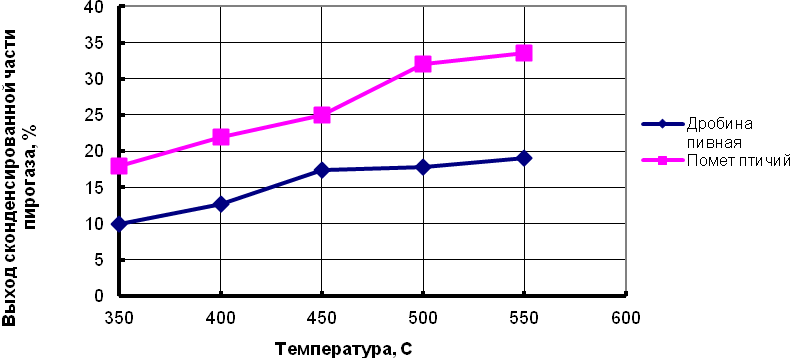 Выход сконденсированной части
пирогаза, %
40
35
30
25
20
15
10
5
0
350 400 450 500 550 600
Температура, С
Дробина
пивная
Помет птичий